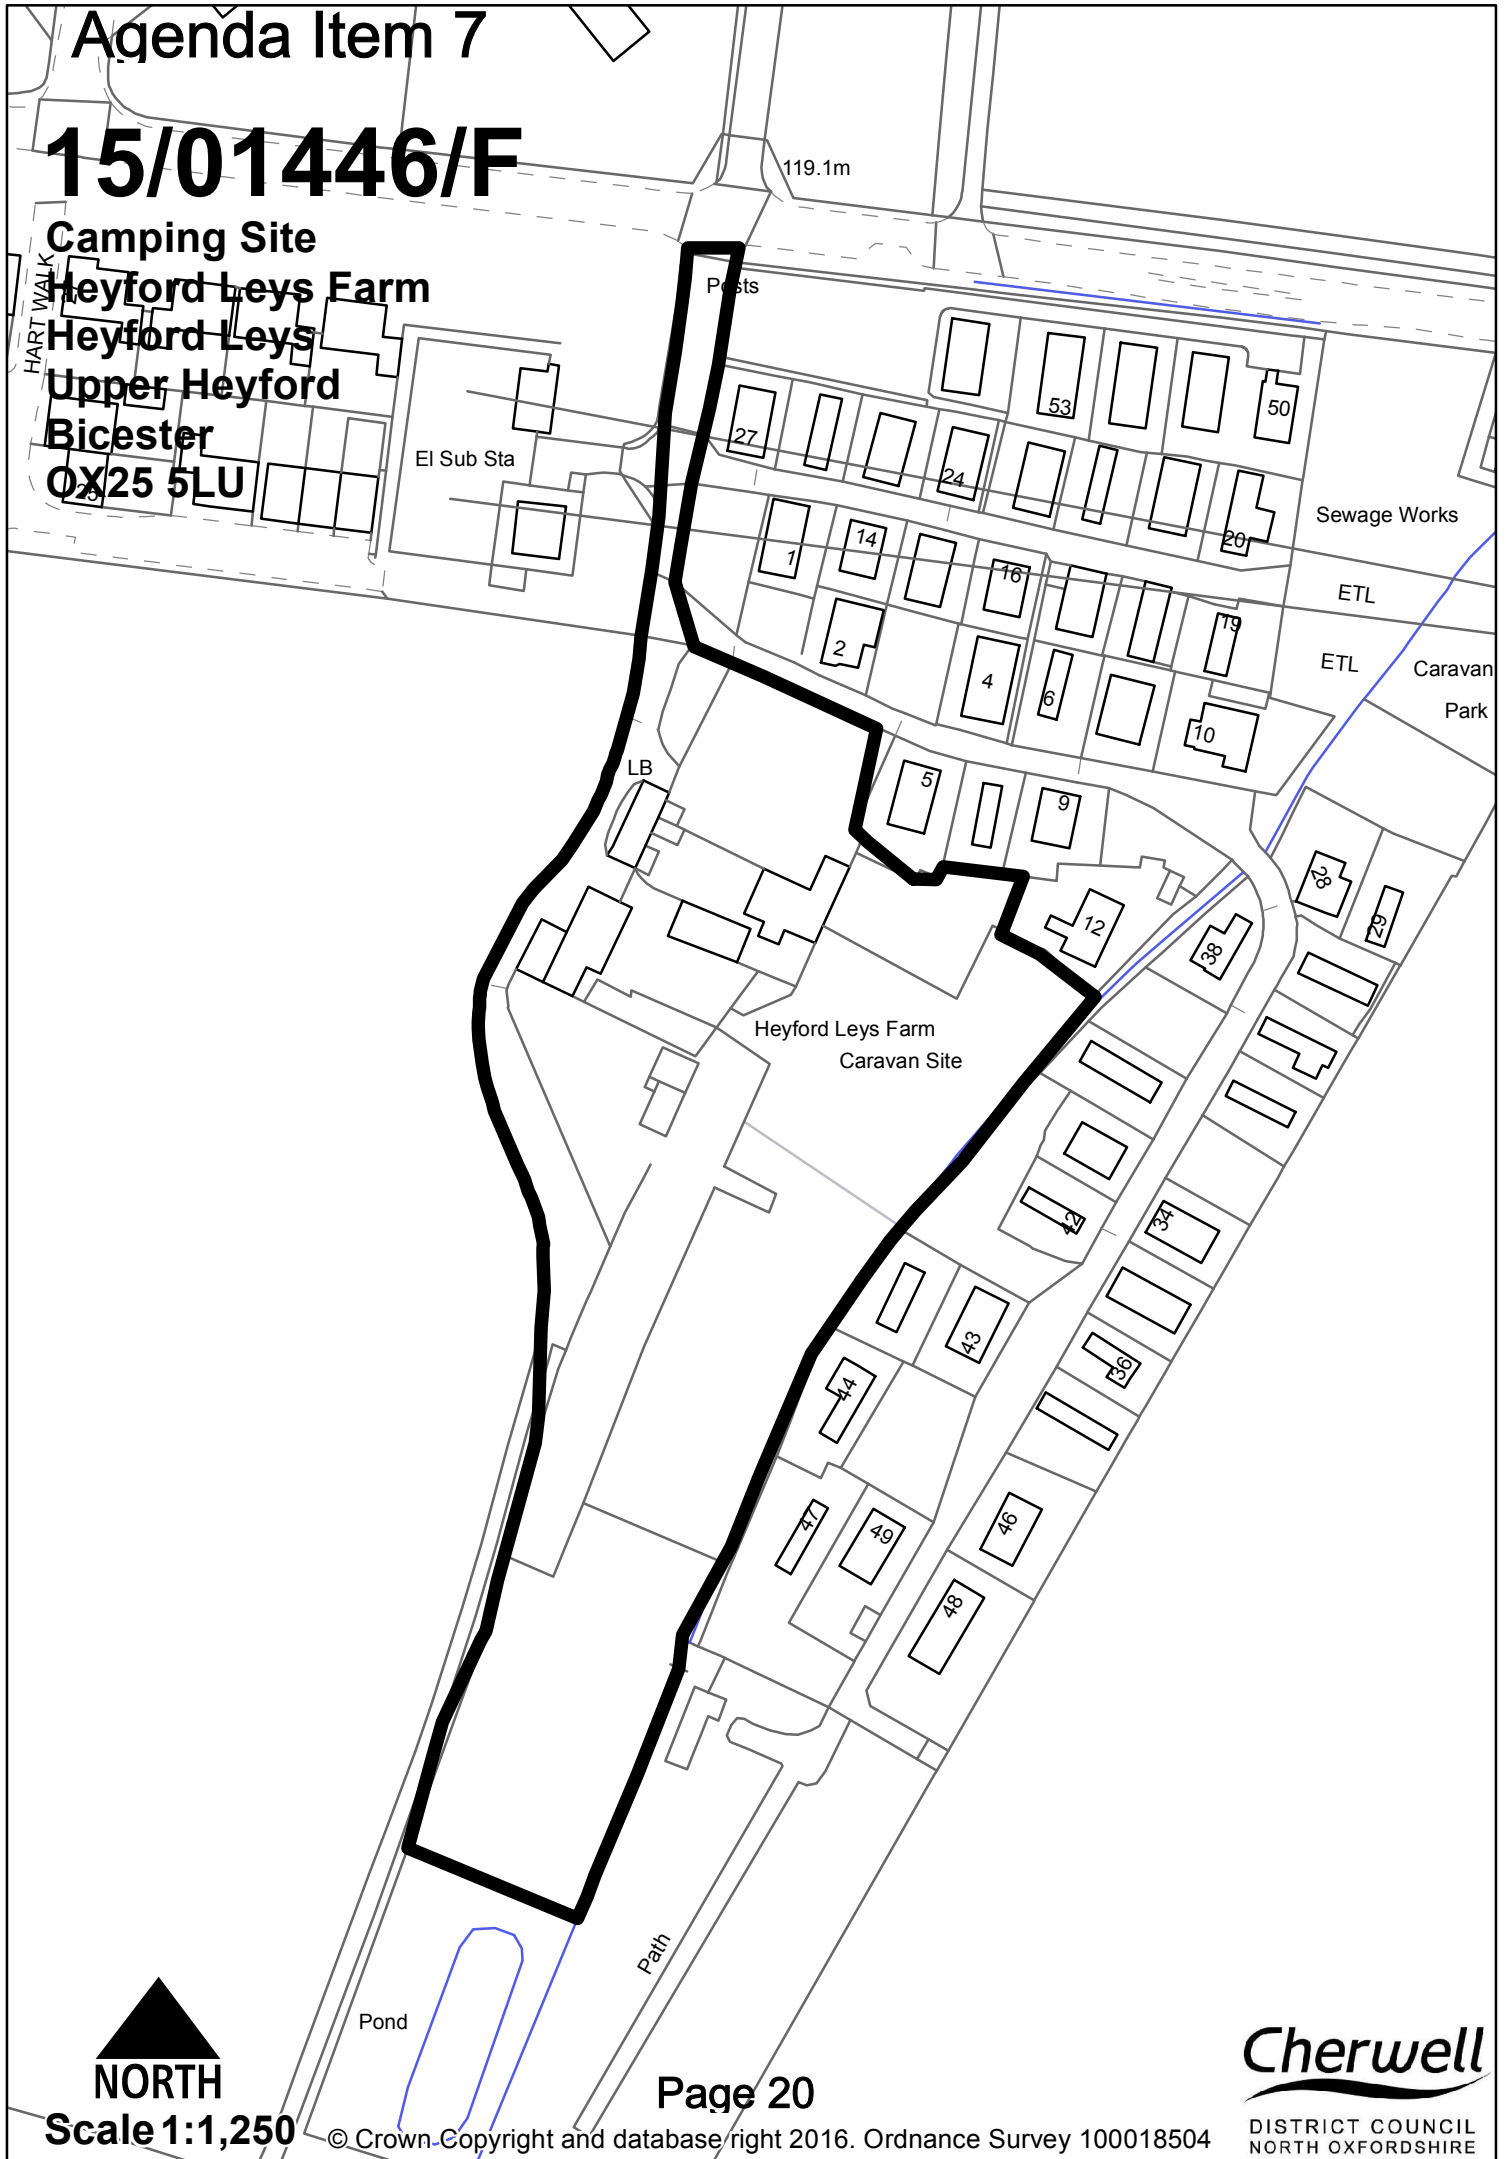 Agenda Item 7
15/01446/F
119.1m
Camping Site
Heyford Leys Farm
Heyford Leys
Upper Heyford
Bicester
OX25 5LU
HART WALK
25
Posts
El Sub Sta
53
50
27
24
20
Sewage Works
1
14
16
19
ETL
ETL
2
4
6
10
Caravan
Park
LB
5
9
12
28
29
38
Heyford Leys Farm
Caravan Site
42
34
43
36
44
47
49
46
48
Path
Pond
NORTH
Scale 1:1,250
Page 20
© Crown Copyright and database right 2016. Ordnance Survey 100018504
Cherwell
DISTRICT COUNCIL
NORTH OXFORDSHIRE